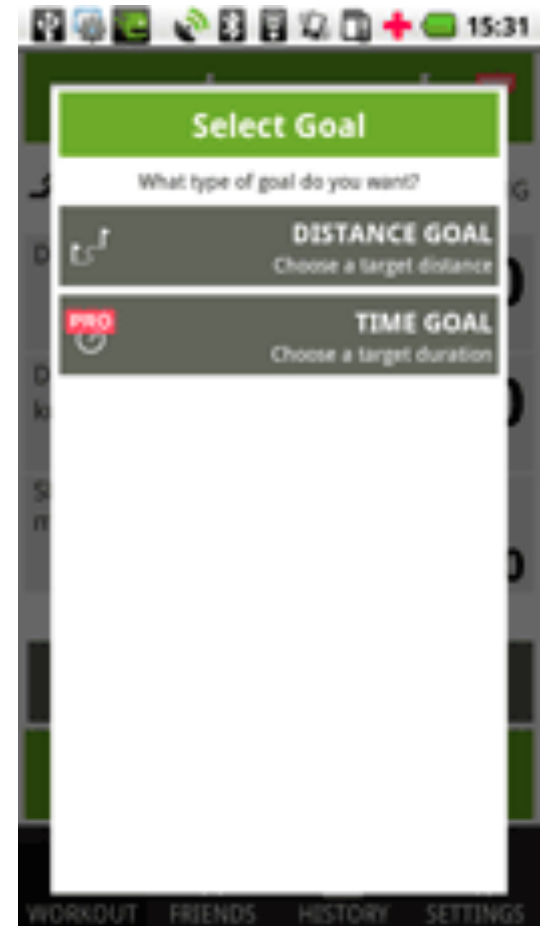 15:31
Select Goal
What type of goal do you want?
DISTANCE GOAL
Choose a target distance
PRO
TIME GOAL
Choose a target duration
WORKOUT FRIENDS HISTORY SETTINGS